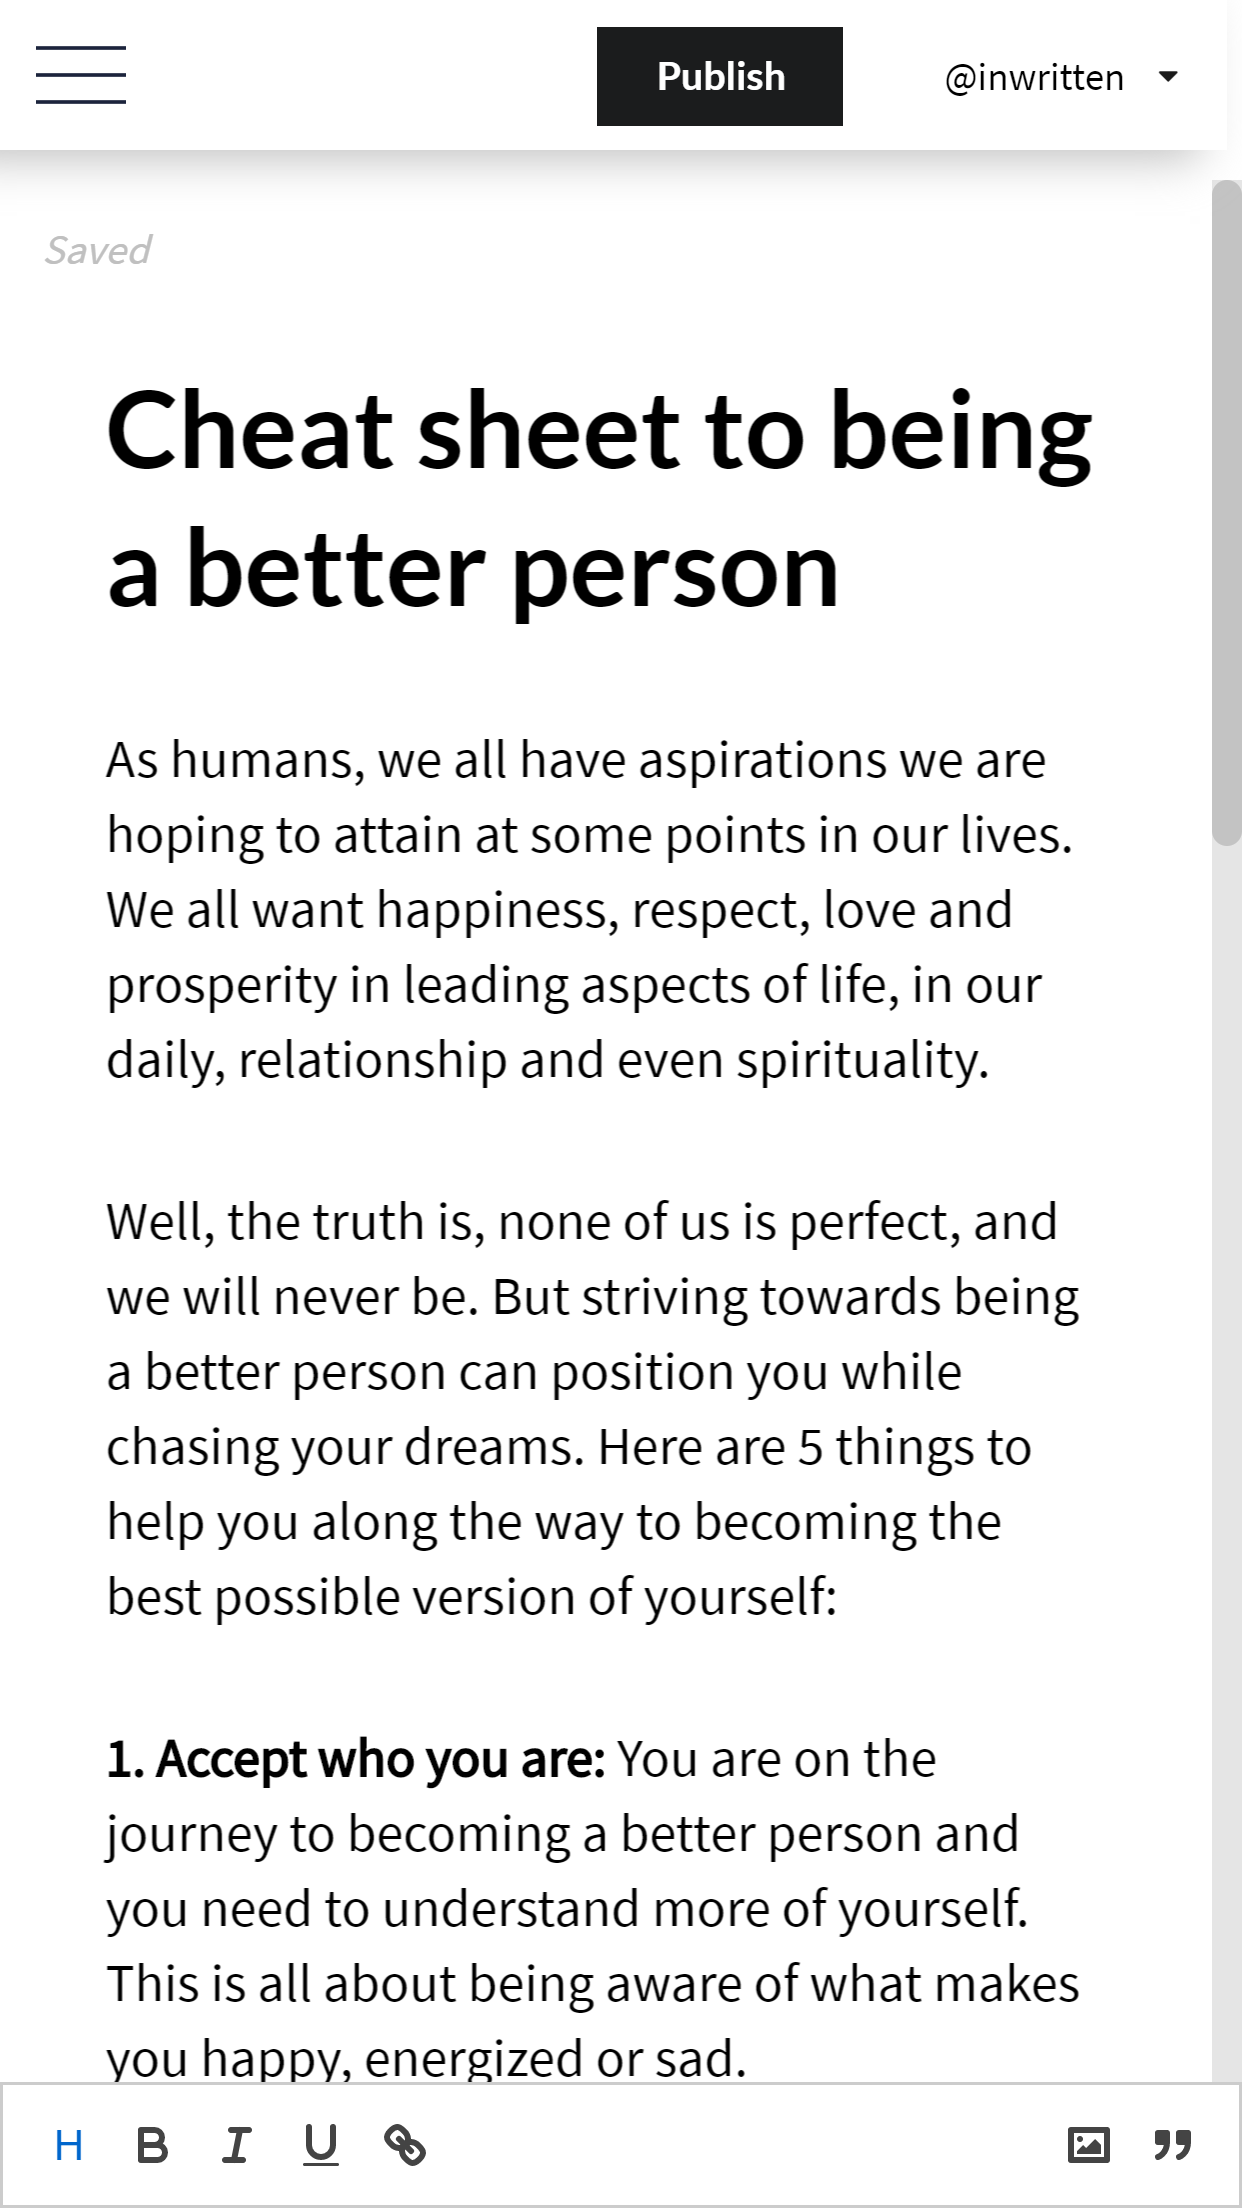 Publish
@inwritten
Saved
Cheat sheet to being
a better person
As humans, we all have aspirations we are
hoping to attain at some points in our lives.
We all want happiness, respect, love and
prosperity in leading aspects of life, in our
daily, relationship and even spirituality.
Well, the truth is, none of us is perfect, and
we will never be. But striving towards being
a better person can position you while
chasing your dreams. Here are 5 things to
help you along the way to becoming the
best possible version of yourself:
1. Accept who you are: You are on the
journey to becoming a better person and
you need to understand more of yourself.
This is all about being aware of what makes
you happy, energized or sad.
H B I U